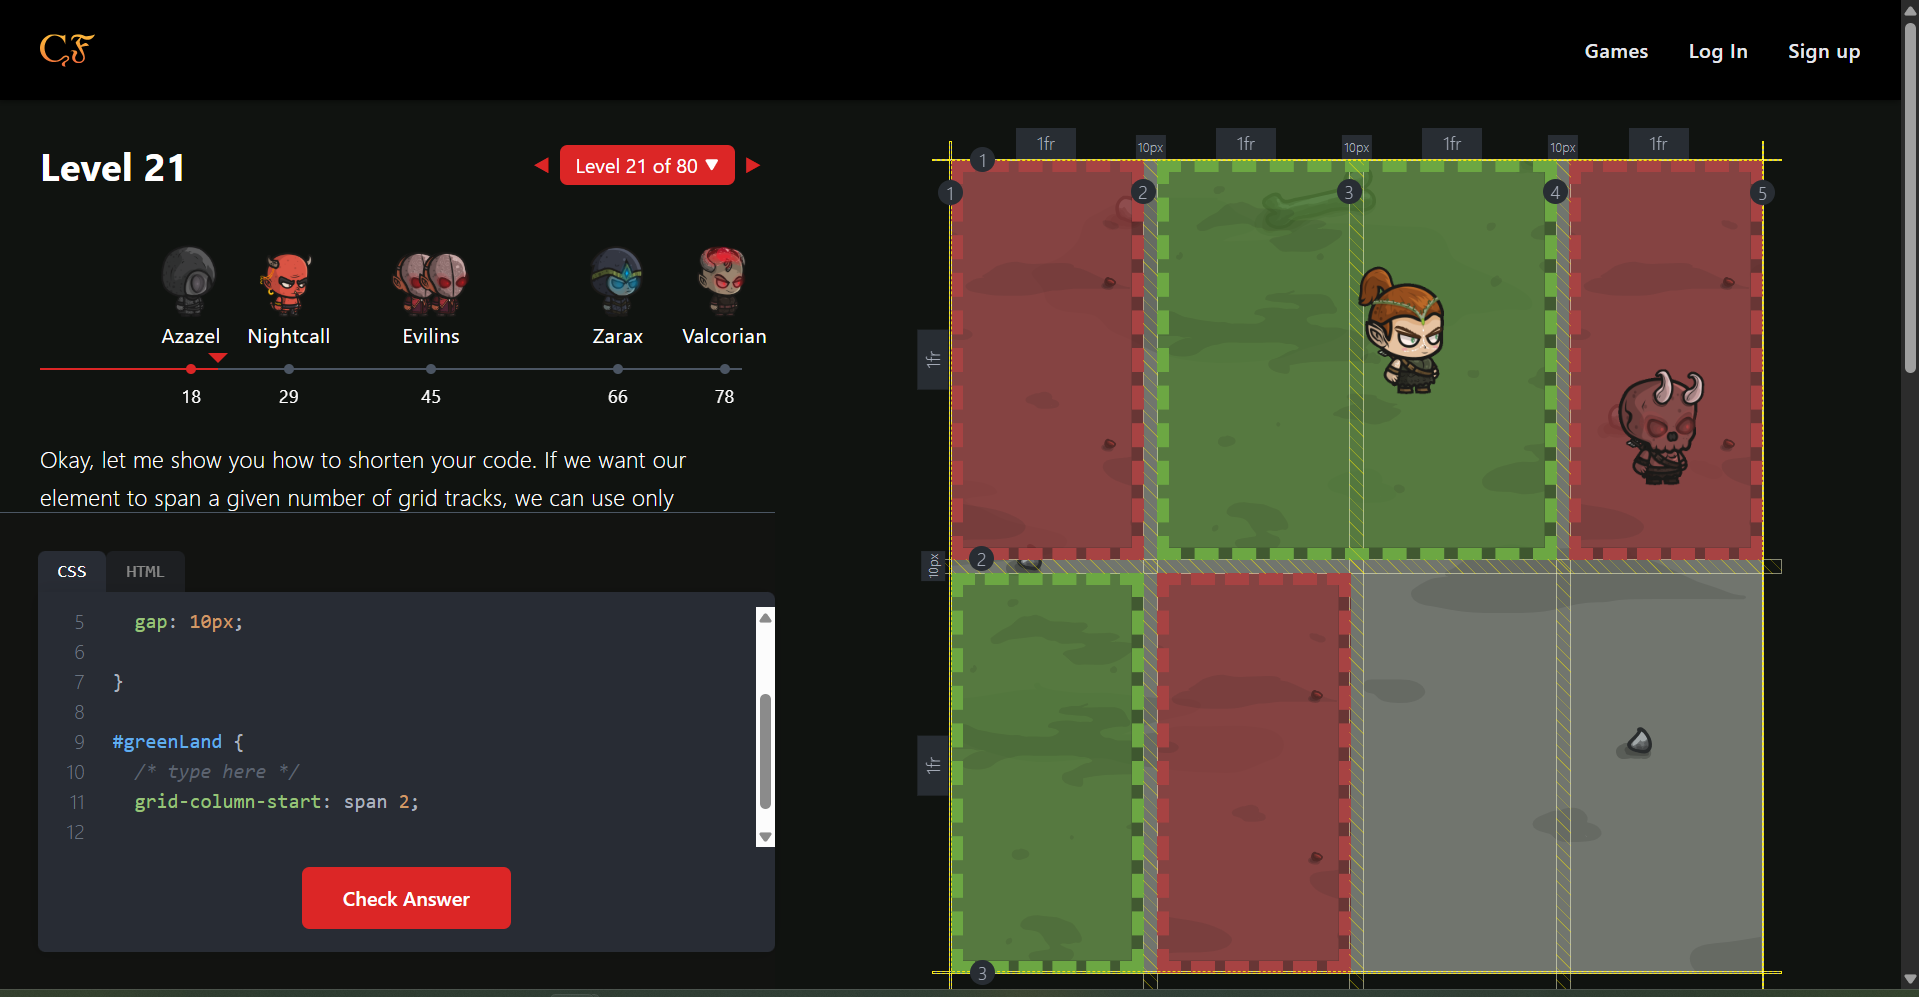 CF
Games
Log In
Sign up
Level 21
Level 21 of 80 ▼
Azazel
Nightcall
Evilins
Zarax
Valcorian
18
29
45
66
78
Okay, let me show you how to shorten your code. If we want our
element to span a given number of grid tracks, we can use only
CSS
HTML
5 gap: 10px;
6
7 }
8
9 #greenLand {
10 /* type here */
11 grid-column-start: span 2;
12
Check Answer
1fr
10px
1fr
10px
1fr
10px
1fr
1
1
2
3
4
5
1fr
2
10px
1fr
3